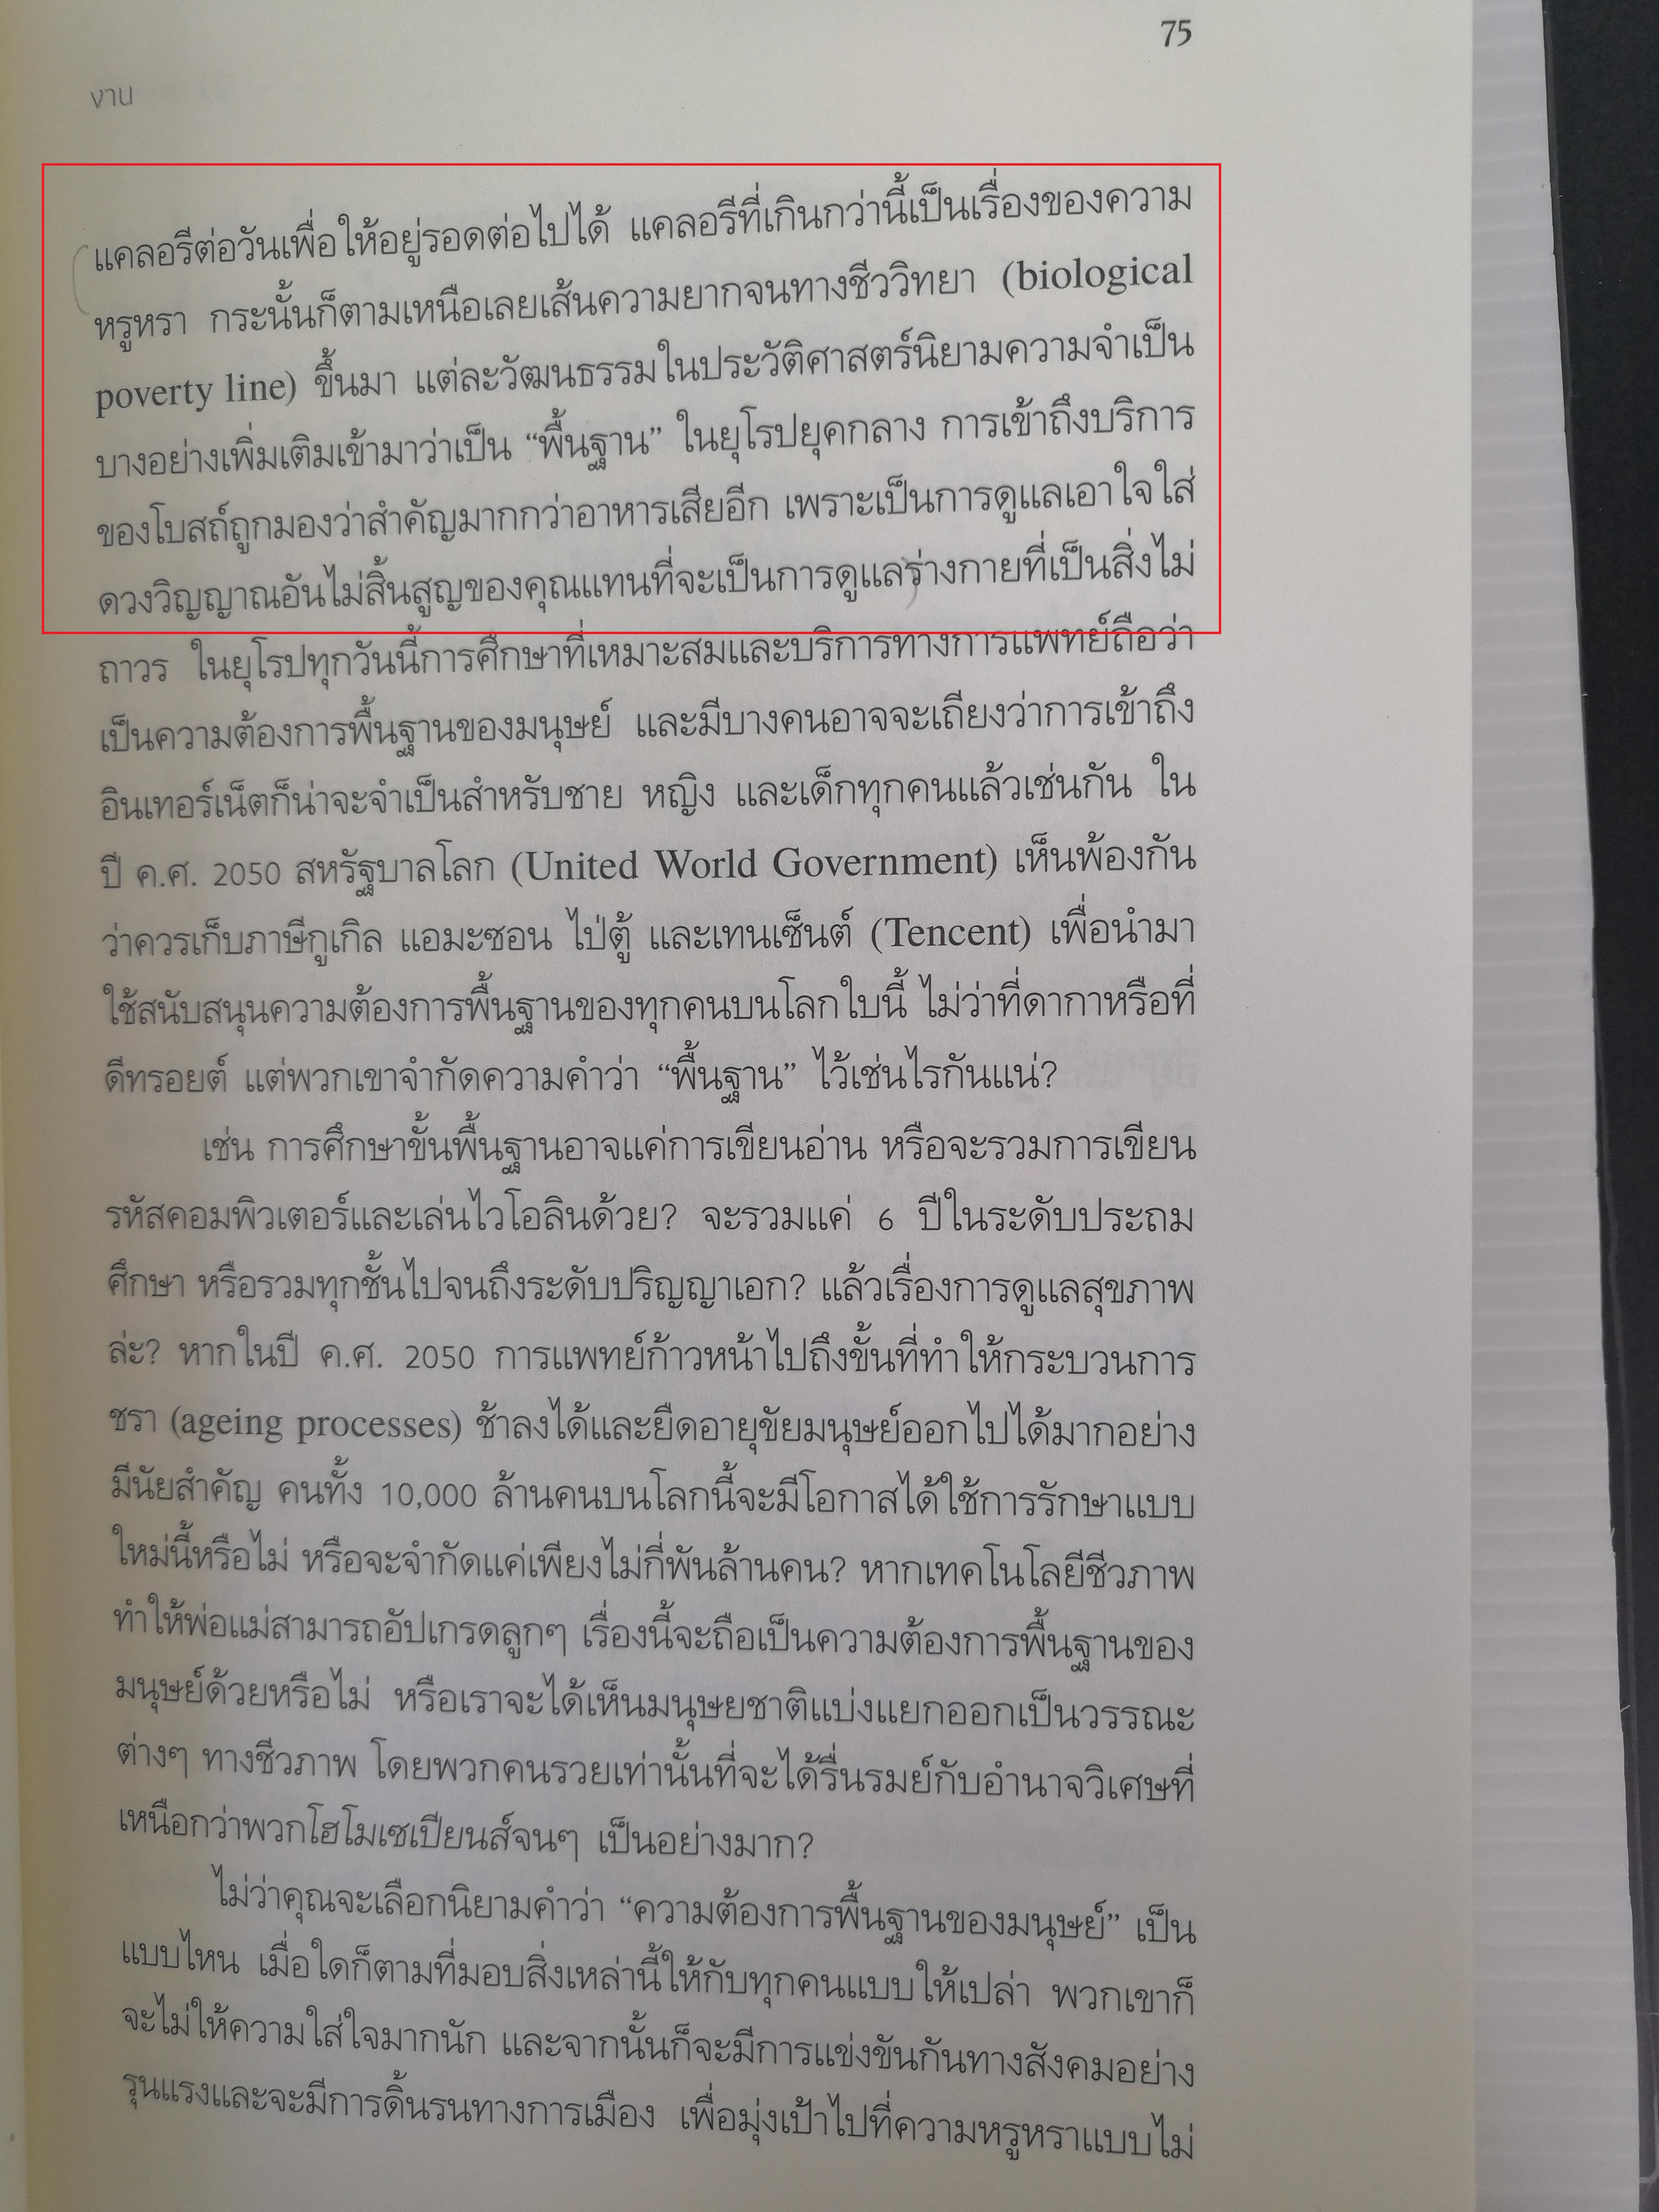 75
งาน
แคลอรีต่อวันเพื่อให้อยู่รอดต่อไปได้ แคลอรีที่เกินกว่านี้เป็นเรื่องของความ
หรูหรา กระนั้นก็ตามเหนือเลยเส้นความยากจนทางชีววิทยา (biological
poverty line) ขึ้นมา แต่ละวัฒนธรรมในประวัติศาสตร์นิยามความจำเป็น
บางอย่างเพิ่มเติมเข้ามาว่าเป็น “พื้นฐาน” ในยุโรปยุคกลาง การเข้าถึงบริการ
ของโบสถ์ถูกมองว่าสำคัญมากกว่าอาหารเสียอีก เพราะเป็นการดูแลเอาใจใส่
ดวงวิญญาณอันไม่สิ้นสูญของคุณแทนที่จะเป็นการดูแลร่างกายที่เป็นสิ่งไม่
ถาวร ในยุโรปทุกวันนี้การศึกษาที่เหมาะสมและบริการทางการแพทย์ถือว่า
เป็นความต้องการพื้นฐานของมนุษย์ และมีบางคนอาจจะเถียงว่าการเข้าถึง
อินเทอร์เน็ตก็น่าจะจำเป็นสำหรับชาย หญิง และเด็กทุกคนแล้วเช่นกัน ใน
ปี ค.ศ. 2050 สหรัฐบาลโลก (United World Government) เห็นพ้องกัน
ว่าควรเก็บภาษีกูเกิล แอมะซอน ไป่ตู้ และเทนเซ็นต์ (Tencent) เพื่อนำมา
ใช้สนับสนุนความต้องการพื้นฐานของทุกคนบนโลกใบนี้ ไม่ว่าที่ดากาหรือที่
ดีทรอยต์ แต่พวกเขาจำกัดความคำว่า “พื้นฐาน” ไว้เช่นไรกันแน่?
เช่น การศึกษาขั้นพื้นฐานอาจแค่การเขียนอ่าน หรือจะรวมการเขียน
รหัสคอมพิวเตอร์และเล่นไวโอลินด้วย? จะรวมแค่ 6 ปีในระดับประถม
ศึกษา หรือรวมทุกชั้นไปจนถึงระดับปริญญาเอก? แล้วเรื่องการดูแลสุขภาพ
ล่ะ? หากในปี ค.ศ. 2050 การแพทย์ก้าวหน้าไปถึงขั้นที่ทำให้กระบวนการ
ชรา (ageing processes) ช้าลงได้และยืดอายุขัยมนุษย์ออกไปได้มากอย่าง
มีนัยสำคัญ คนทั้ง 10,000 ล้านคนบนโลกนี้จะมีโอกาสได้ใช้การรักษาแบบ
ใหม่นี้หรือไม่ หรือจะจำกัดแค่เพียงไม่กี่พันล้านคน? หากเทคโนโลยีชีวภาพ
ทำให้พ่อแม่สามารถอัปเกรดลูกๆ เรื่องนี้จะถือเป็นความต้องการพื้นฐานของ
มนุษย์ด้วยหรือไม่ หรือเราจะได้เห็นมนุษยชาติแบ่งแยกออกเป็นวรรณะ
ต่างๆ ทางชีวภาพ โดยพวกคนรวยเท่านั้นที่จะได้รื่นรมย์กับอำนาจวิเศษที่
เหนือกว่าพวกโฮโมเซเปียนส์จนๆ เป็นอย่างมาก?
ไม่ว่าคุณจะเลือกนิยามคำว่า “ความต้องการพื้นฐานของมนุษย์” เป็น
แบบไหน เมื่อใดก็ตามที่มอบสิ่งเหล่านี้ให้กับทุกคนแบบให้เปล่า พวกเขาก็
จะไม่ให้ความใส่ใจมากนัก และจากนั้นก็จะมีการแข่งขันกันทางสังคมอย่าง
รุนแรงและจะมีการดิ้นรนทางการเมือง เพื่อมุ่งเป้าไปที่ความหรูหราแบบไม่